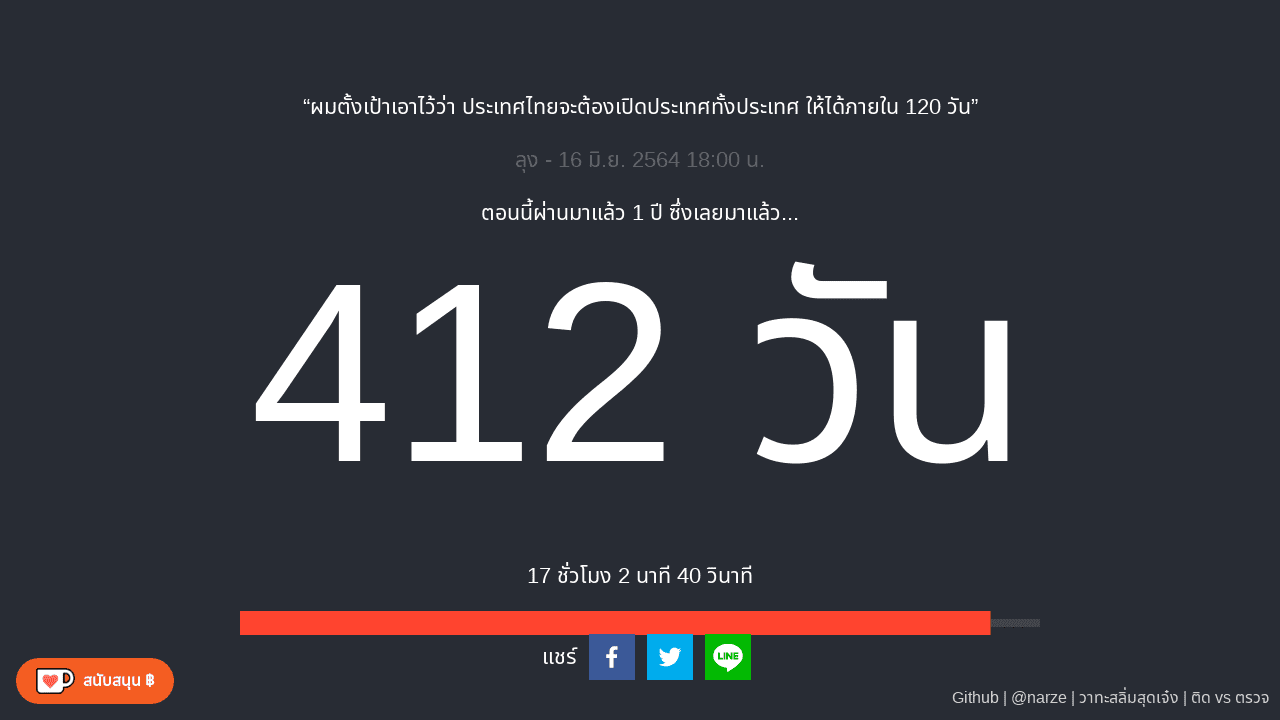 “ผมตั้งเป้าเอาไว้ว่า ประเทศไทยจะต้องเปิดประเทศทั้งประเทศ ให้ได้ภายใน 120 วัน”
ลุง - 16 มิ.ย. 2564 18:00 น.
ตอนนี้ผ่านมาแล้ว 1 ปี ซึ่งเลยมาแล้ว...
412 วัน
17 ชั่วโมง 2 นาที 40 วินาที
แชร์
LINE
สนับสนุน ฿
Github | @narze | วาทะสลิ่มสุดเจ๋ง | ติด vs ตรวจ